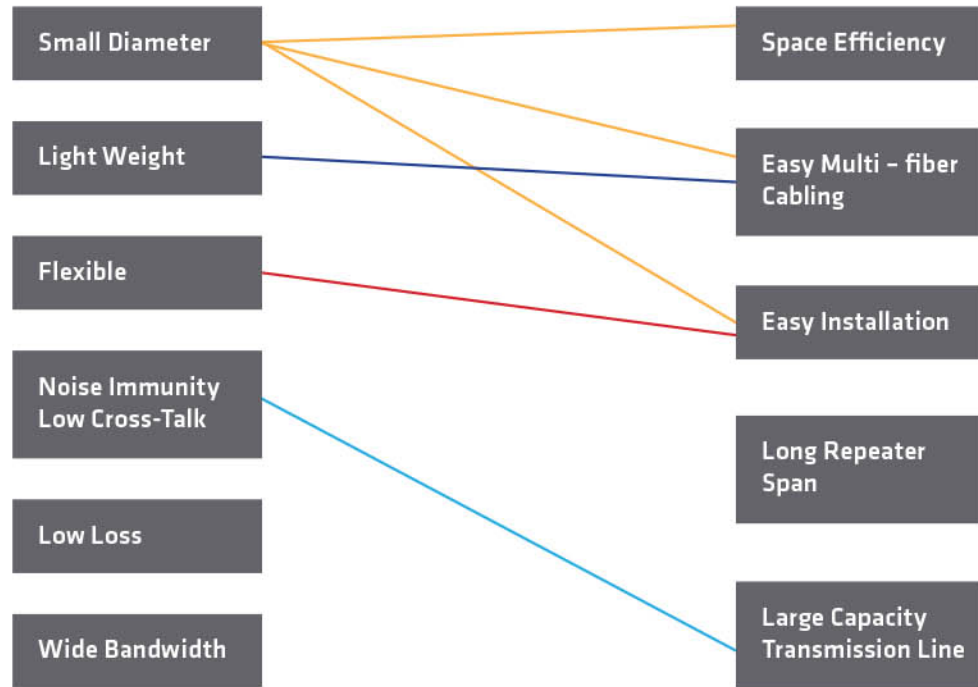 Small Diameter
Light Weight
Flexible
Noise Immunity
Low Cross-Talk
Low Loss
Wide Bandwidth
Space Efficiency
Easy Multi – fiber
Cabling
Easy Installation
Long Repeater
Span
Large Capacity
Transmission Line